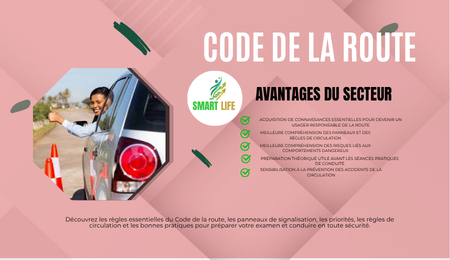 CODE DE LA ROUTE
SMART LIFE
AVANTAGES DU SECTEUR
ACQUISITION DE CONNAISSANCES ESSENTIELLES POUR DEVENIR UN
USAGER RESPONSABLE DE LA ROUTE
MEILLEURE COMPRÉHENSION DES PANNEAUX ET DES
RÈGLES DE CIRCULATION
MEILLEURE COMPRÉHENSION DES RISQUES LIÉS AUX
COMPORTEMENTS DANGEREUX
PRÉPARATION THÉORIQUE UTILE AVANT LES SÉANCES PRATIQUES
DE CONDUITE
SENSIBILISATION À LA PRÉVENTION DES ACCIDENTS DE LA
CIRCULATION
Découvrez les règles essentielles du Code de la route, les panneaux de signalisation, les priorités, les règles de
circulation et les bonnes pratiques pour préparer votre examen et conduire en toute sécurité.